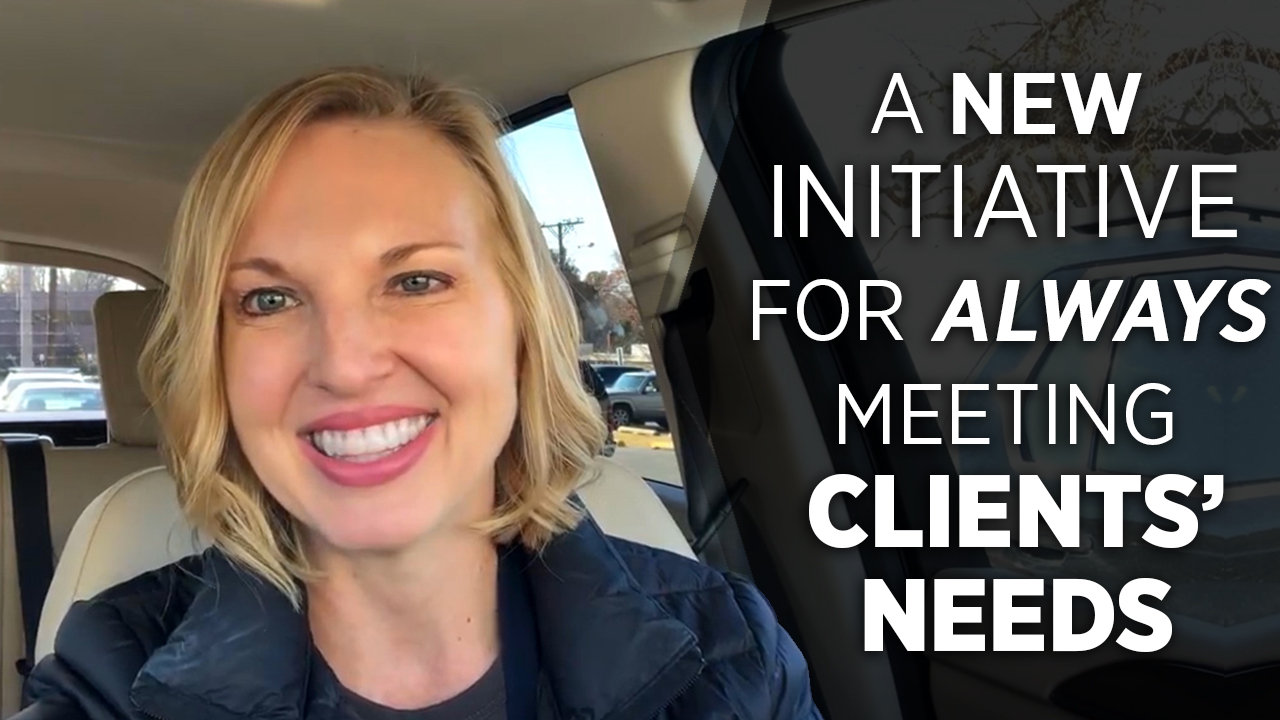 A NEW
INITIATIVE
FOR ALWAYS
MEETING
CLIENTS'
NEEDS